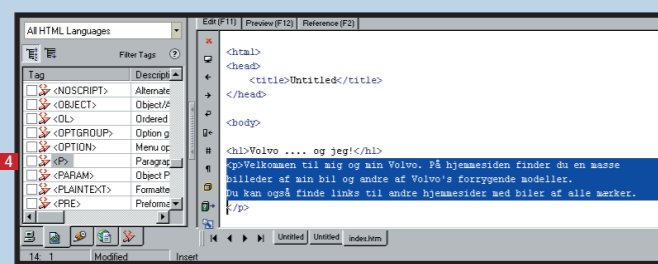 All HTML Languages
Filter Tags
Tag Descripti
<NOSCRIPT> Alternate
<OBJECT> Object/A
<OL> Ordered
<OPTGROUP> Option g
<OPTION> Menu op
4
<P> Paragrap
<PARAM> Object P
<PLAINTEXT> Formatte
<PRE> Preforma
Edit (F11) Preview (F12) Reference (F2)
<html>
<head>
<title>Untitled</title>
</head>
<body>
<h1>Volvo .... og jeg!</h1>
<p>Velkommen til mig og min Volvo. På hjemmesiden finder du en masse
billeder af min bil og andre af Volvo's forrygende modeller.
Du kan også finde links til andre hjemmesider med biler af alle mærker.
</p>
Untitled Untitled index.htm
14: 1 Modified Insert